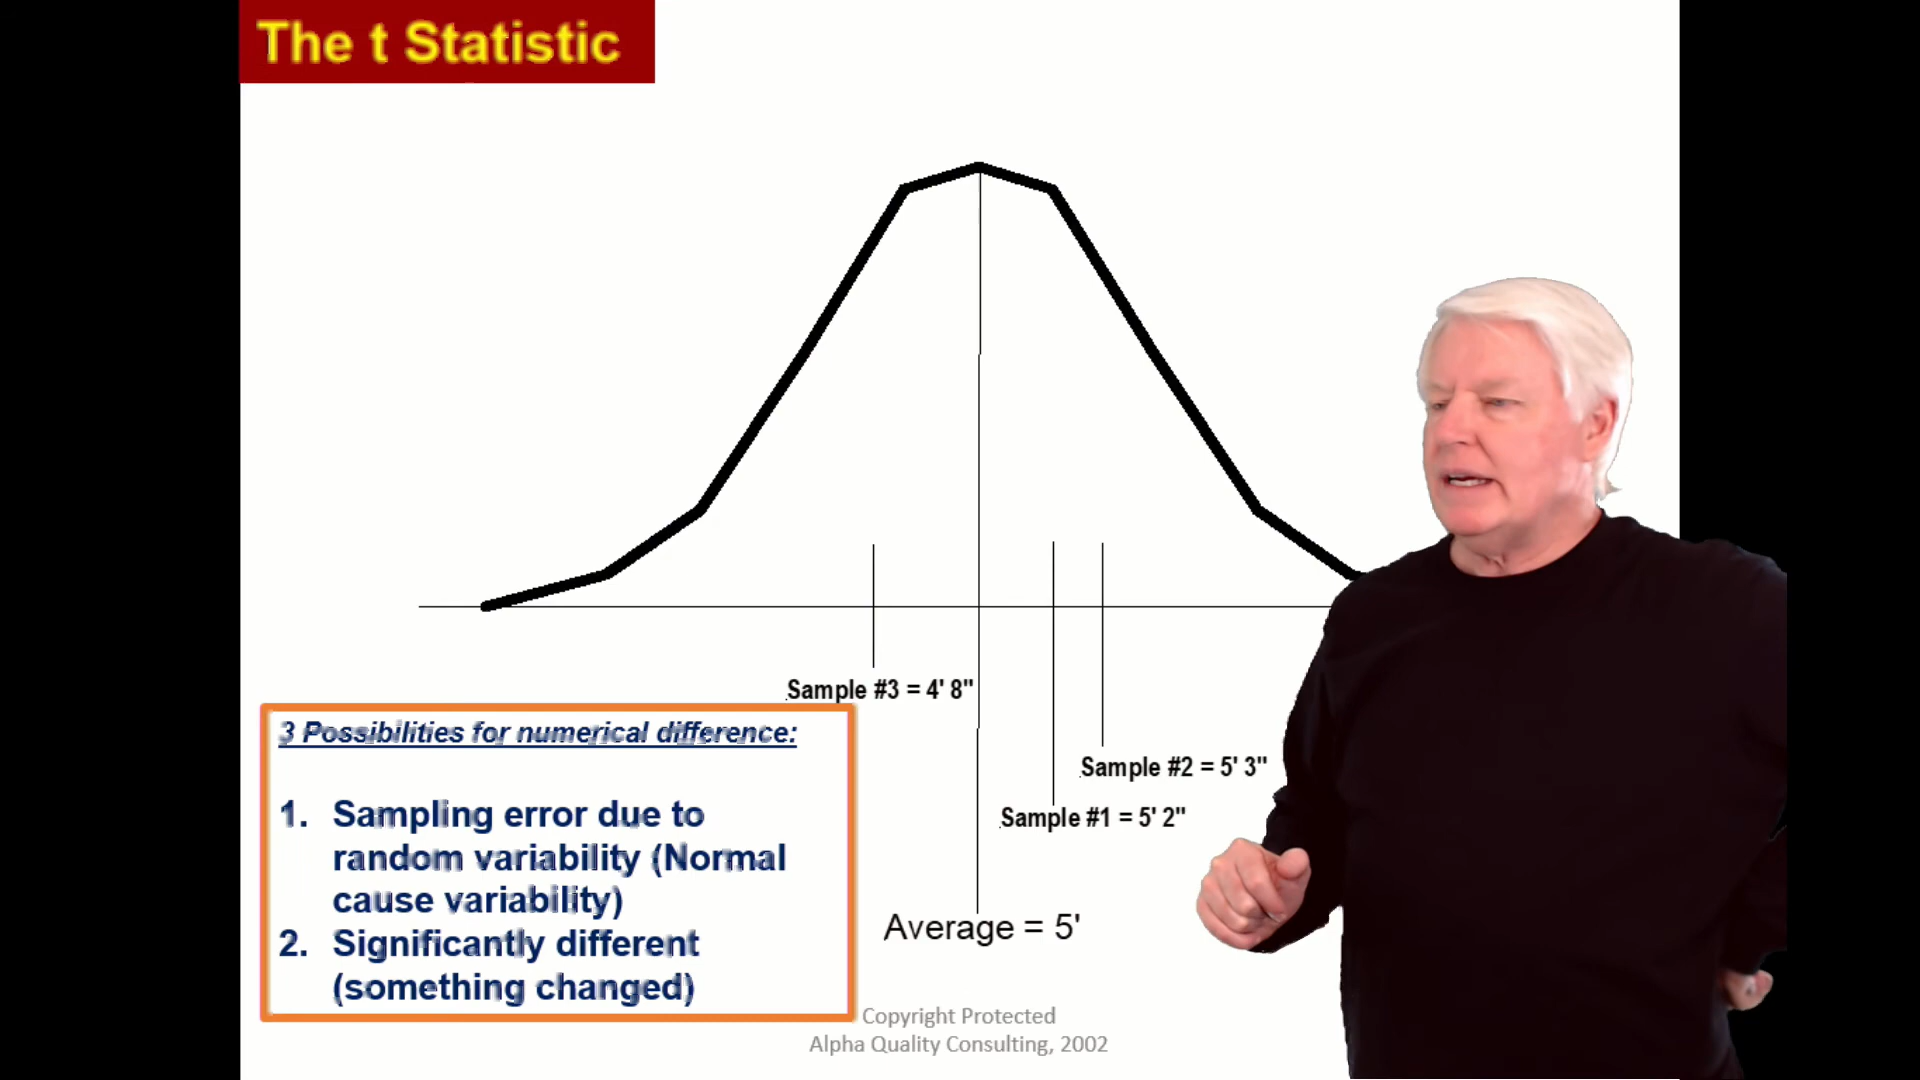 The t Statistic
Sample #3 = 4' 8"
3 Possibilities for numerical difference:
Sample #2 = 5' 3"
1. Sampling error due to
random variability (Normal
cause variability)
Sample #1 = 5' 2"
2. Significantly different
(something changed)
Average = 5'
Copyright Protected
Alpha Quality Consulting, 2002